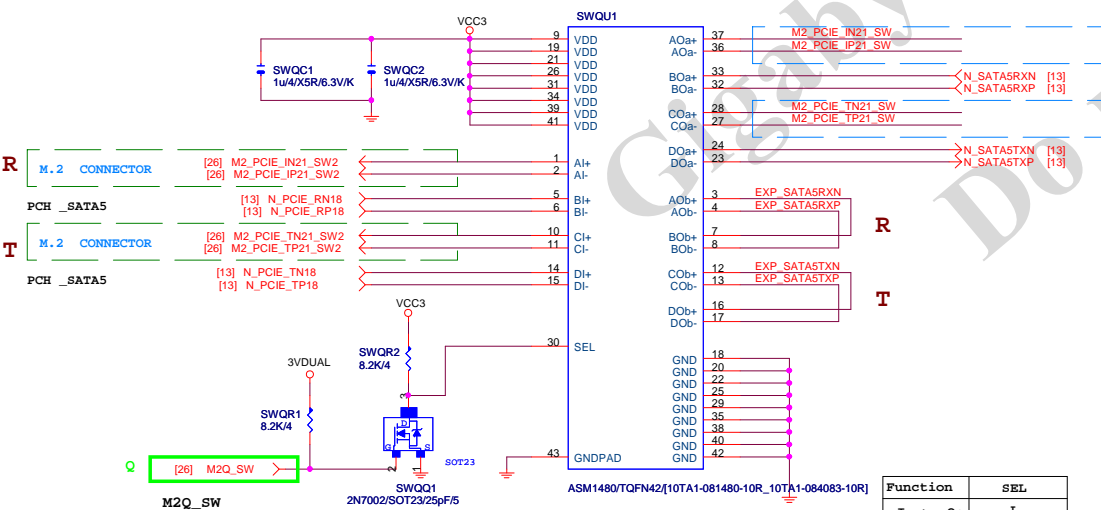 SWQU1
VCC3
SWQC1
1u/4/X5R/6.3V/K
SWQC2
1u/4/X5R/6.3V/K
9 VDD
19 VDD
21 VDD
26 VDD
31 VDD
34 VDD
39 VDD
41 VDD
AOa+ 37 M2_PCIE_IN21_SW
AOa- 36 M2_PCIE_IP21_SW
BOa+ 33 N_SATA5RXN [13]
BOa- 32 N_SATA5RXP [13]
COa+ 28 M2_PCIE_TN21_SW
COa- 27 M2_PCIE_TP21_SW
DOa+ 24 N_SATA5TXN [13]
DOa- 23 N_SATA5TXP [13]
R
M.2 CONNECTOR
[26] M2_PCIE_IN21_SW2 1 AI+
[26] M2_PCIE_IP21_SW2 2 AI-
PCH _SATA5
[13] N_PCIE_RN18 5 BI+
[13] N_PCIE_RP18 6 BI-
T
M.2 CONNECTOR
[26] M2_PCIE_TN21_SW2 10 CI+
[26] M2_PCIE_TP21_SW2 11 CI-
PCH _SATA5
[13] N_PCIE_TN18 14 DI+
[13] N_PCIE_TP18 15 DI-
AOb+ 3 EXP_SATA5RXN
AOb- 4 EXP_SATA5RXP
BOb+ 7
BOb- 8
R
COb+ 12 EXP_SATA5TXN
COb- 13 EXP_SATA5TXP
DOb+ 16
DOb- 17
T
VCC3
SWQR2
8.2K/4
30 SEL
3VDUAL
SWQR1
8.2K/4
3
D
G S
2 1
SOT23
SWQQ1
2N7002/SOT23/25pF/5
Q
[26] M2Q_SW
M2Q_SW
GND 18
GND 20
GND 22
GND 25
GND 29
GND 35
GND 38
GND 40
GND 42
43 GNDPAD
ASM1480/TQFN42/[10TA1-081480-10R_10TA1-084083-10R]
Function SEL
L
Gigaby
Do